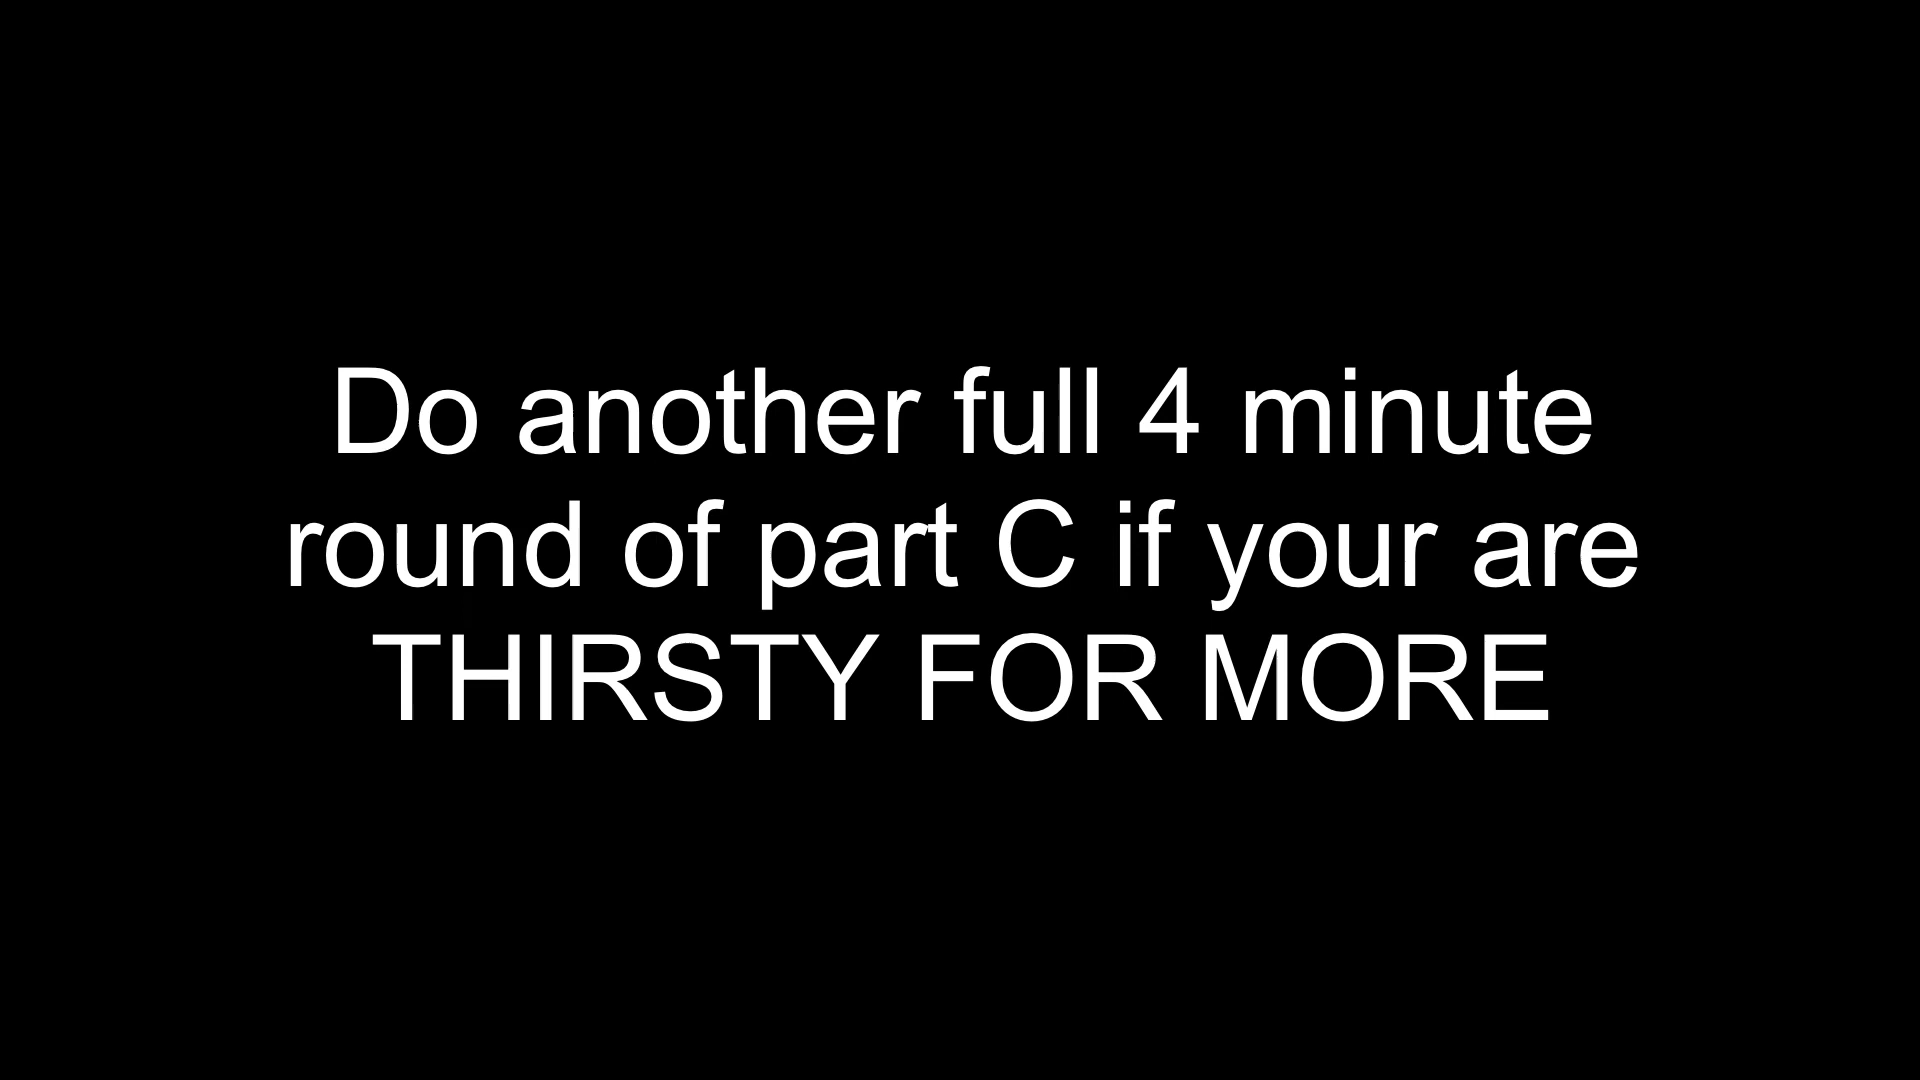 Do another full 4 minute
round of part C if your are
THIRSTY FOR MORE